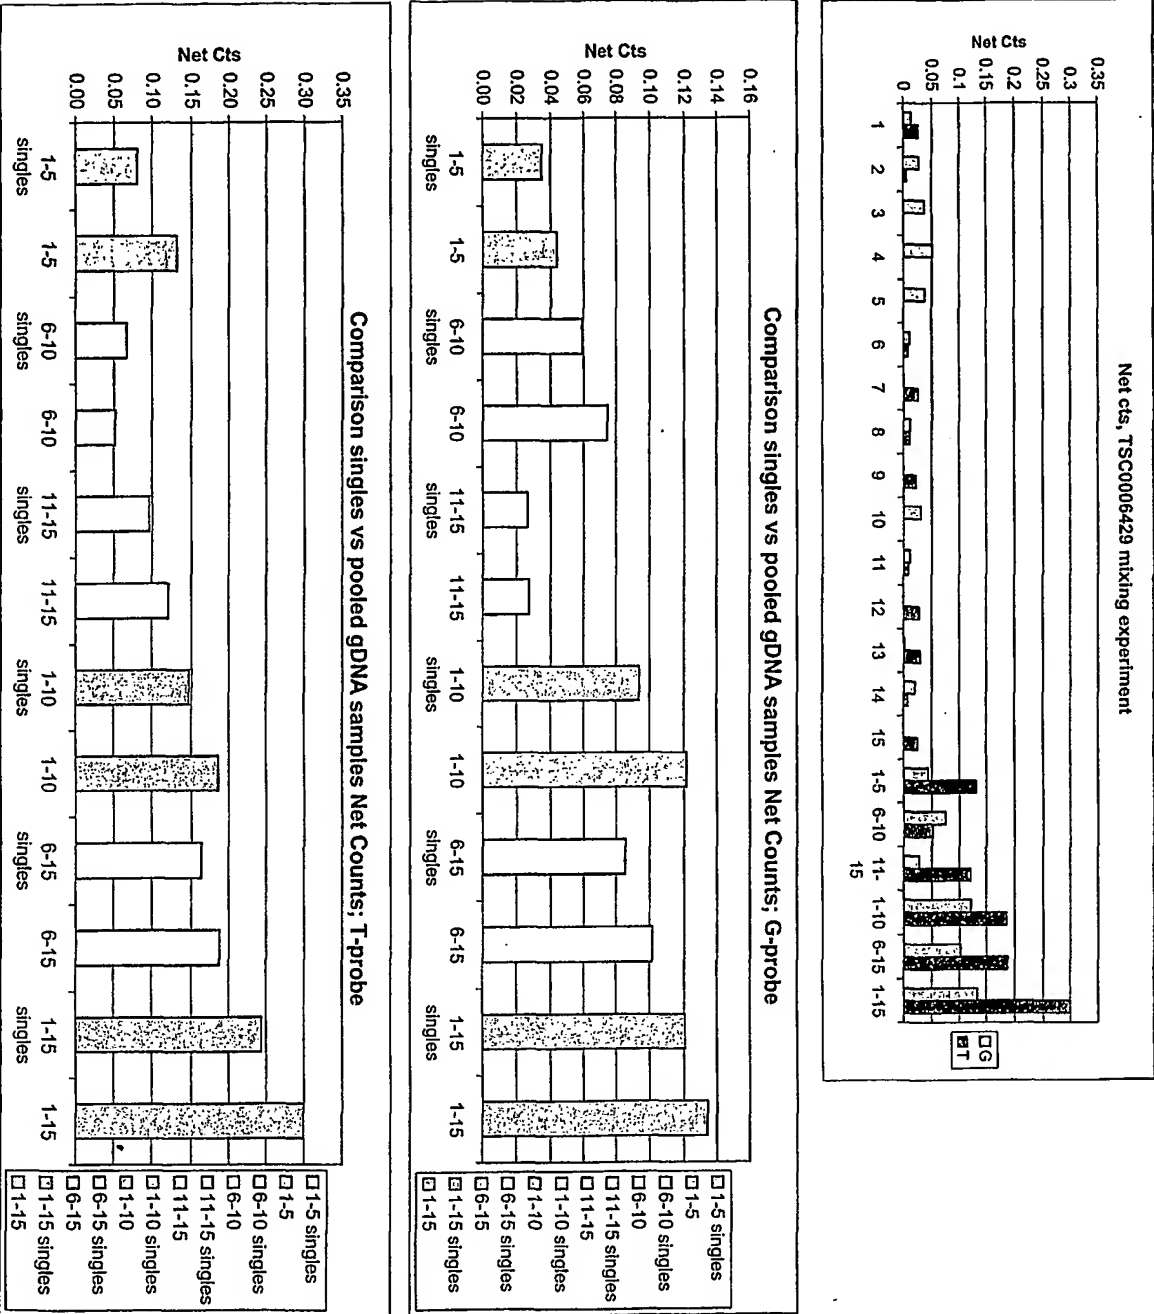 Net cts, TSC0006429 mixing experiment
Net Cts
0.35
0.3
0.25
0.2
0.15
0.1
0.05
0
1
2
3
4
5
6
7
8
9
10
11
12
13
14
15
1-5
6-10
11-
15
1-10
6-15
1-15
G
T
Comparison singles vs pooled gDNA samples Net Counts; G-probe
Net Cts
0.16
0.14
0.12
0.10
0.08
0.06
0.04
0.02
0.00
1-5
singles
1-5
6-10
singles
6-10
11-15
singles
11-15
1-10
singles
1-10
6-15
singles
6-15
1-15
singles
1-15
1-5 singles
1-5
6-10 singles
6-10
11-15 singles
11-15
1-10 singles
1-10
6-15 singles
6-15
1-15 singles
1-15
Comparison singles vs pooled gDNA samples Net Counts; T-probe
Net Cts
0.35
0.30
0.25
0.20
0.15
0.10
0.05
0.00
1-5
singles
1-5
6-10
singles
6-10
11-15
singles
11-15
1-10
singles
1-10
6-15
singles
6-15
1-15
singles
1-15
1-5 singles
1-5
6-10 singles
6-10
11-15 singles
11-15
1-10 singles
1-10
6-15 singles
6-15
1-15 singles
1-15